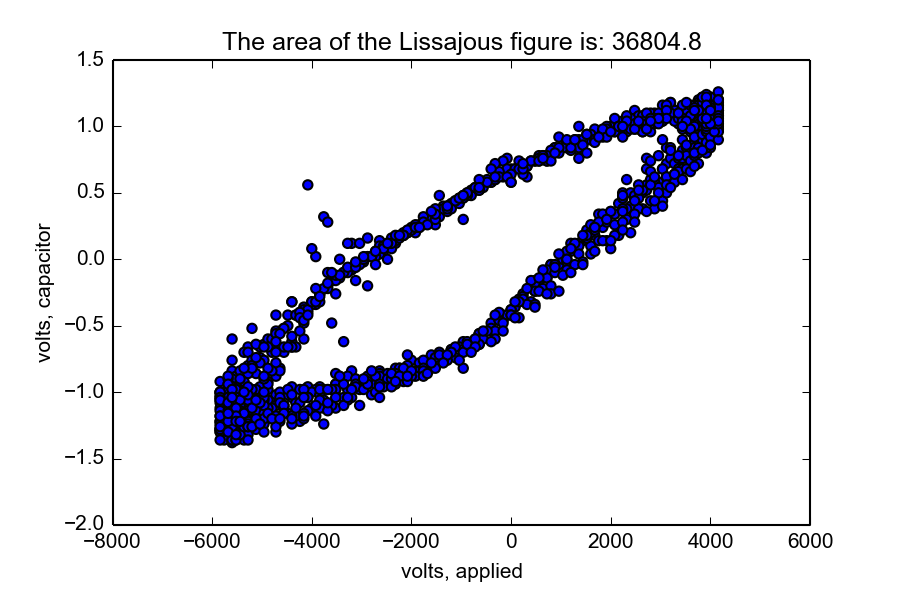 The area of the Lissajous figure is: 36804.8
1.5
1.0
0.5
0.0
−0.5
−1.0
−1.5
−2.0
volts, capacitor
−8000 −6000 −4000 −2000 0 2000 4000 6000
volts, applied